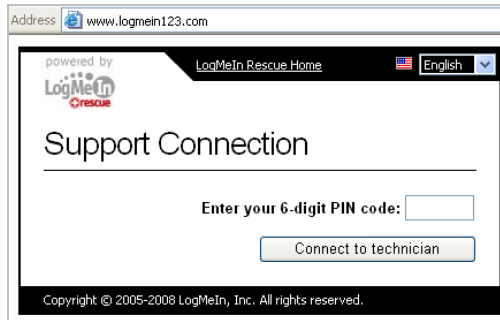 Address www.logmein123.com
powered by
LogMeIn
rescue
LogMeIn Rescue Home
English
Support Connection
Enter your 6-digit PIN code:
Connect to technician
Copyright © 2005-2008 LogMeIn, Inc. All rights reserved.